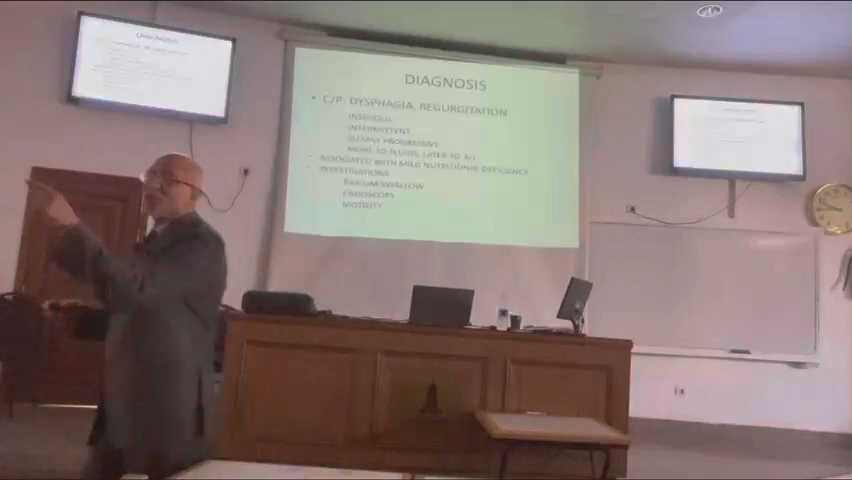 DIAGNOSIS
• C/P: DYSPHAGIA, REGURGITATION
INSIDIOUS
INTERMITTENT
SLOWLY PROGRESSIVE
MORE TO FLUIDS, LATER TO ALL
• ASSOCIATED WITH MILD NUTRITIONAL DEFICIENCY
• INVESTIGATIONS
BARIUM SWALLOW
ENDOSCOPY
MOTILITY
DIAGNOSIS